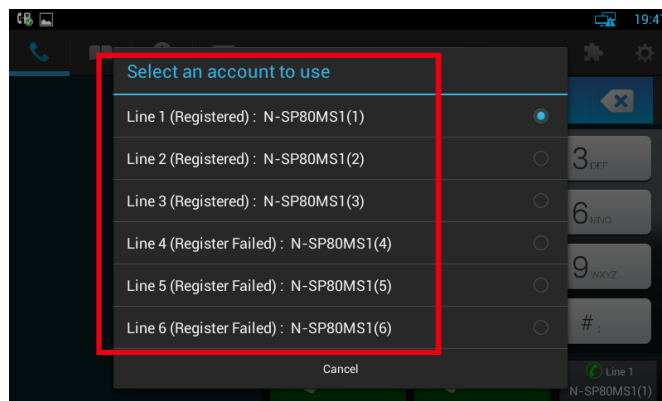 19:47
Select an account to use
Line 1 (Registered) : N-SP80MS1(1)
Line 2 (Registered) : N-SP80MS1(2)
Line 3 (Registered) : N-SP80MS1(3)
Line 4 (Register Failed) : N-SP80MS1(4)
Line 5 (Register Failed) : N-SP80MS1(5)
Line 6 (Register Failed) : N-SP80MS1(6)
Cancel
3 DEF
6 MNO
9 WXYZ
# :
Line 1
N-SP80MS1(1)